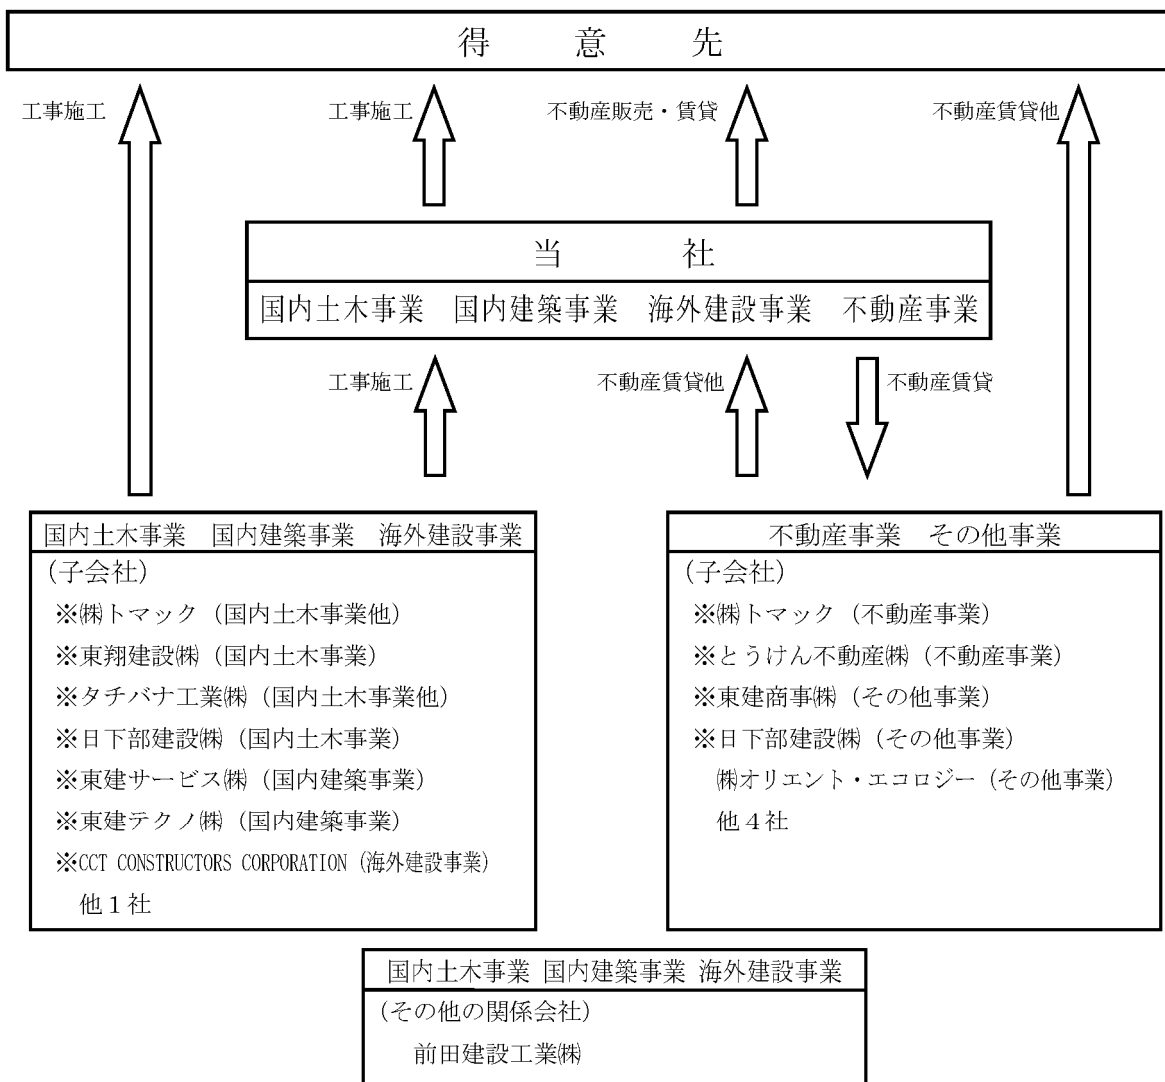 得意先
工事施工
工事施工
不動産販売・賃貸
不動産賃貸他
当社
国内土木事業 国内建築事業 海外建設事業 不動産事業
工事施工
不動産賃貸他
不動産賃貸
国内土木事業 国内建築事業 海外建設事業
(子会社)
※㈱トマック（国内土木事業他）
※東翔建設㈱（国内土木事業）
※タチバナ工業㈱（国内土木事業他）
※日下部建設㈱（国内土木事業）
※東建サービス㈱（国内建築事業）
※東建テクノ㈱（国内建築事業）
※CCT CONSTRUCTORS CORPORATION（海外建設事業）
他１社
不動産事業 その他事業
(子会社)
※㈱トマック（不動産事業）
※とうけん不動産㈱（不動産事業）
※東建商事㈱（その他事業）
※日下部建設㈱（その他事業）
㈱オリエント・エコロジー（その他事業）
他４社
国内土木事業 国内建築事業 海外建設事業
(その他の関係会社)
前田建設工業㈱